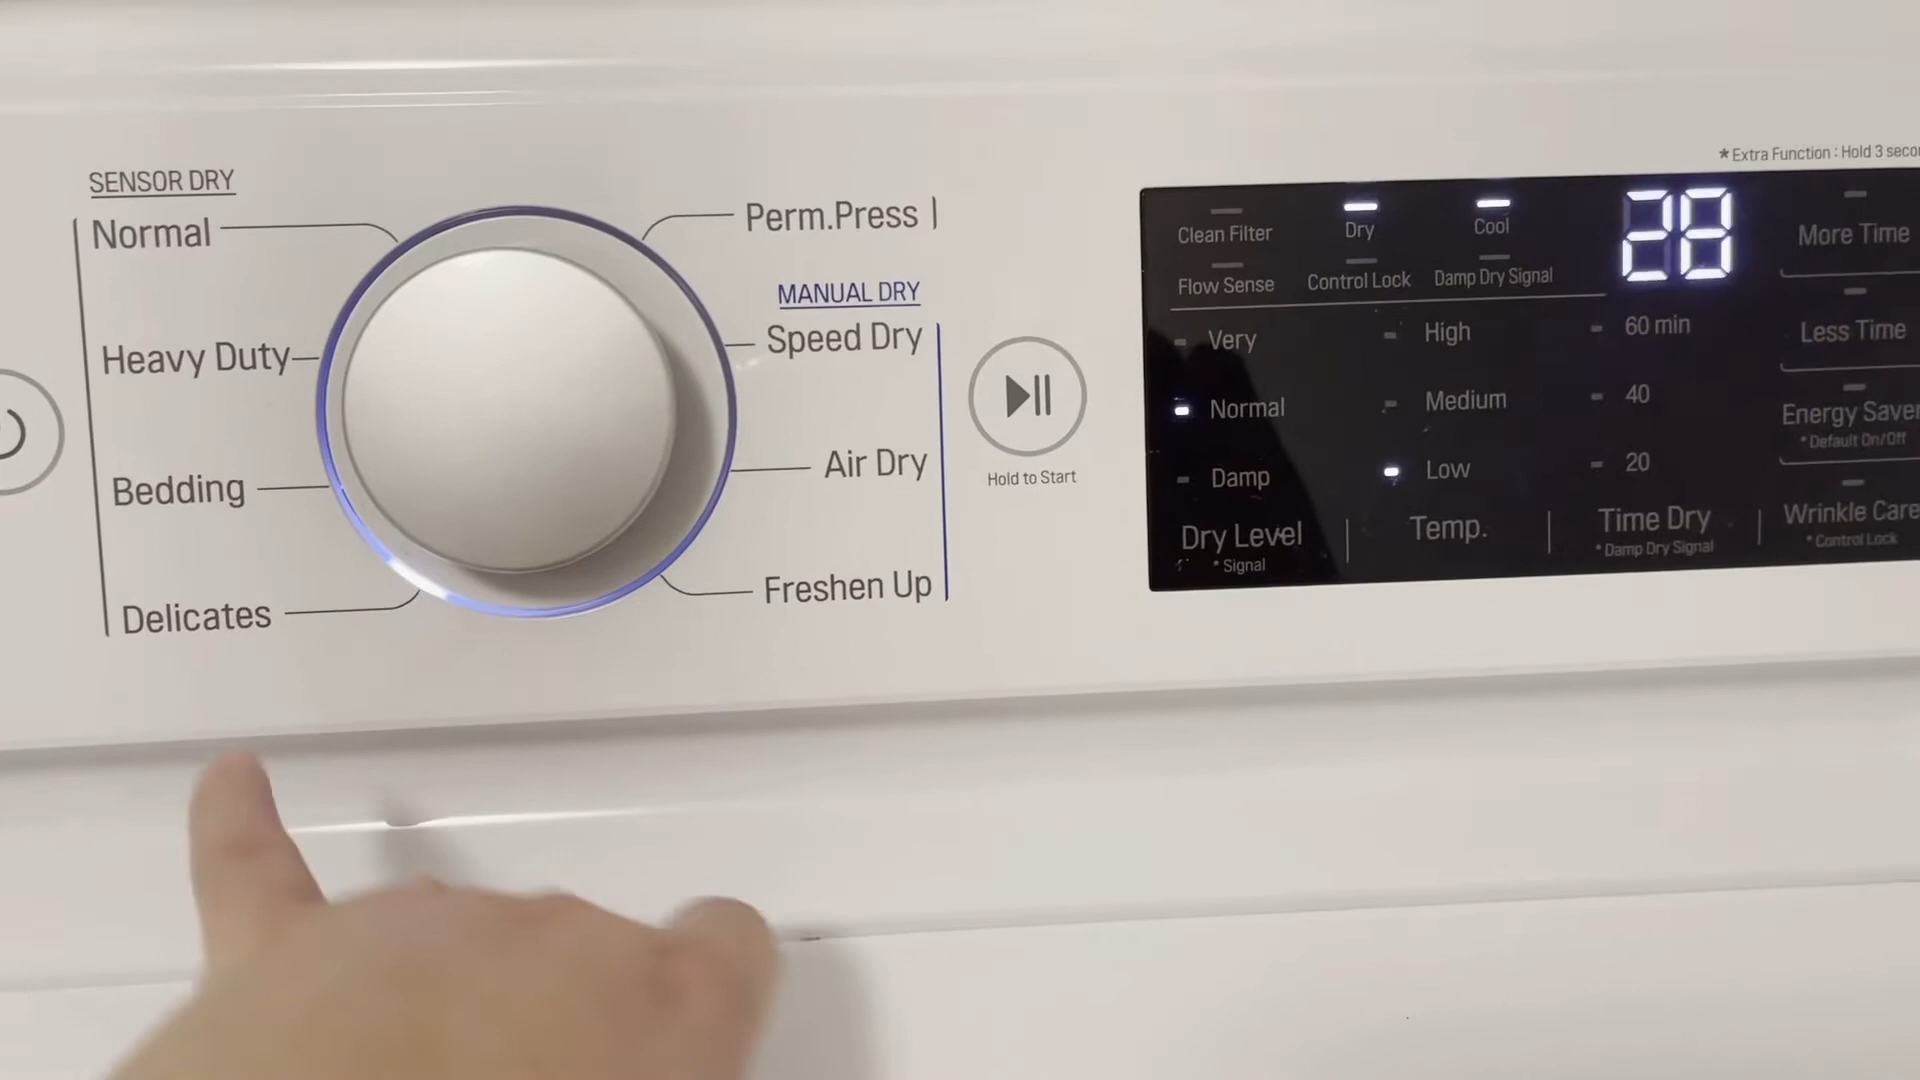 *Extra Function : Hold 3 seco
SENSOR DRY
Normal
Heavy Duty
Bedding
Delicates
Perm.Press
MANUAL DRY
Speed Dry
Air Dry
Freshen Up
Hold to Start
Clean Filter
Dry
Cool
28
Flow Sense
Control Lock
Damp Dry Signal
Very
Normal
Damp
Dry Level
*Signal
High
Medium
Low
Temp.
60 min
40
20
Time Dry
*Damp Dry Signal
More Time
Less Time
Energy Saver
*Default On/Off
Wrinkle Care
*Control Lock